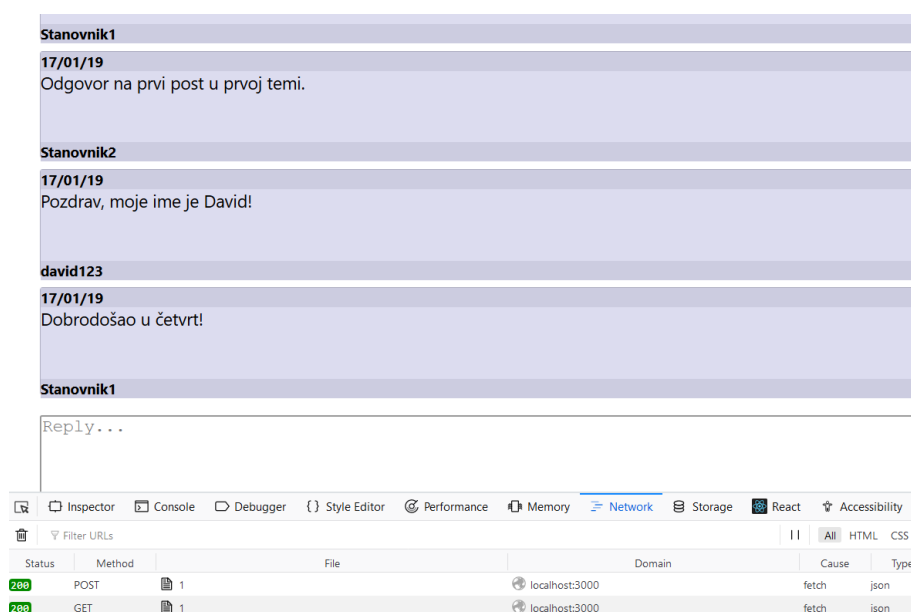 Stanovnik1
17/01/19
Odgovor na prvi post u prvoj temi.
Stanovnik2
17/01/19
Pozdrav, moje ime je David!
david123
17/01/19
Dobrodošao u četvrt!
Stanovnik1
Reply...
Inspector Console Debugger {} Style Editor Performance Memory Network Storage React Accessibility
Filter URLs All HTML CSS
Status Method File Domain Cause Type
200 POST 1 localhost:3000 fetch json
200 GET 1 localhost:3000 fetch json